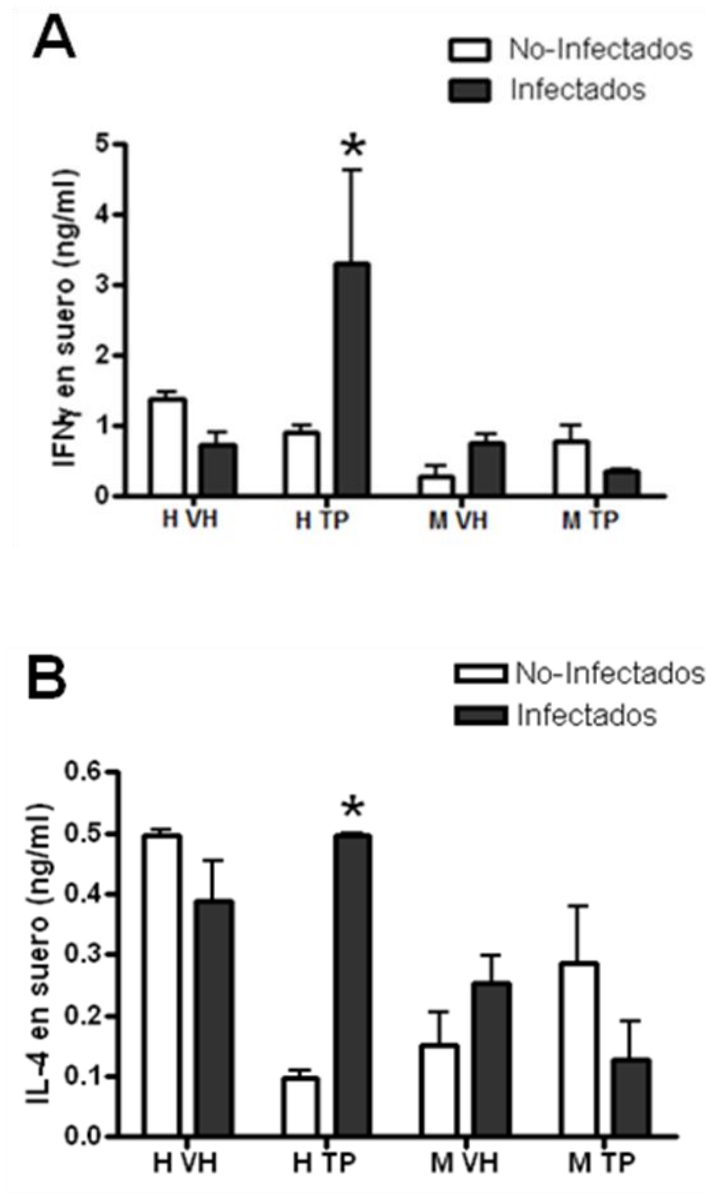 A
No-Infectados
Infectados
IFNγ en suero (ng/ml)
5
4
3
2
1
0
*
H VH
H TP
M VH
M TP
B
No-Infectados
Infectados
IL-4 en suero (ng/ml)
0.6
0.5
0.4
0.3
0.2
0.1
0.0
*
H VH
H TP
M VH
M TP